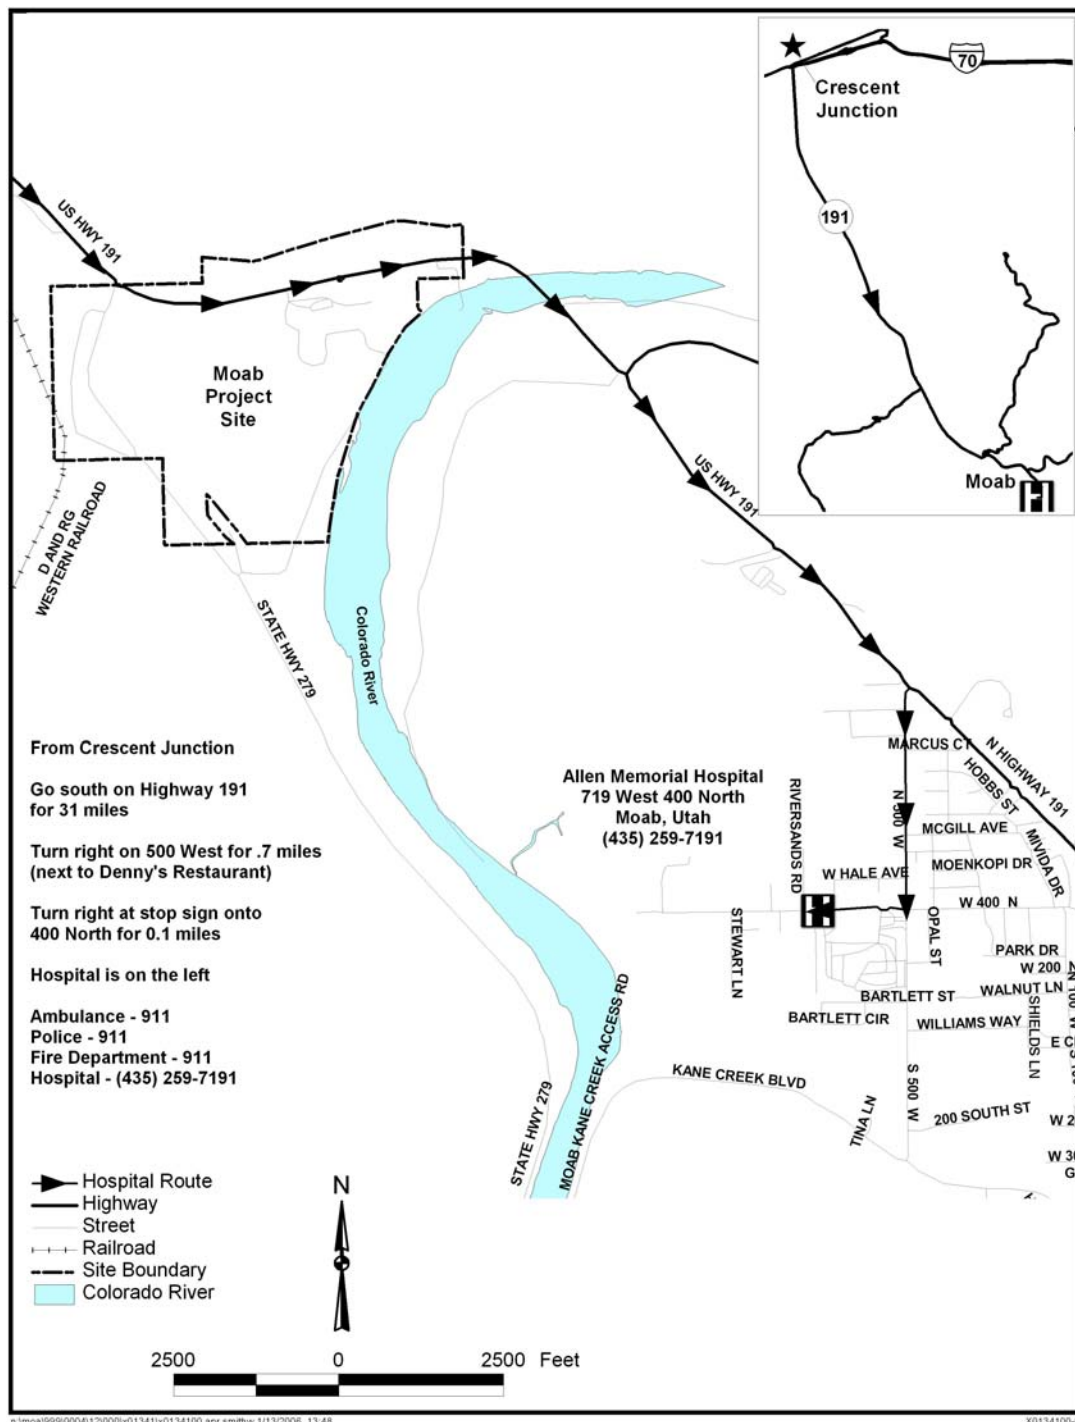 70
Crescent
Junction
191
Moab
US HWY 191
Moab
Project
Site
US HWY 191
D AND RG
WESTERN RAILROAD
STATE HWY 279
Colorado River
From Crescent Junction
Go south on Highway 191
for 31 miles
Turn right on 500 West for .7 miles
(next to Denny's Restaurant)
Turn right at stop sign onto
400 North for 0.1 miles
Hospital is on the left
Ambulance - 911
Police - 911
Fire Department - 911
Hospital - (435) 259-7191
Allen Memorial Hospital
719 West 400 North
Moab, Utah
(435) 259-7191
MARCUS CT
N HIGHWAY 191
HOBBS ST
N 500 W
RIVERSANDS RD
MCGILL AVE
MIVIDA DR
MOENKOPI DR
W HALE AVE
W 400 N
H
STEWART LN
OPAL ST
PARK DR
W 200
BARTLETT ST
WALNUT LN
N 100 W
BARTLETT CIR
WILLIAMS WAY
SHIELDS LN
KANE CREEK BLVD
S 500 W
TINA LN
200 SOUTH ST
W 2
W 30
G
STATE HWY 279
MOAB KANE CREEK ACCESS RD
Hospital Route
Highway
Street
Railroad
Site Boundary
Colorado River
N
2500 0 2500 Feet